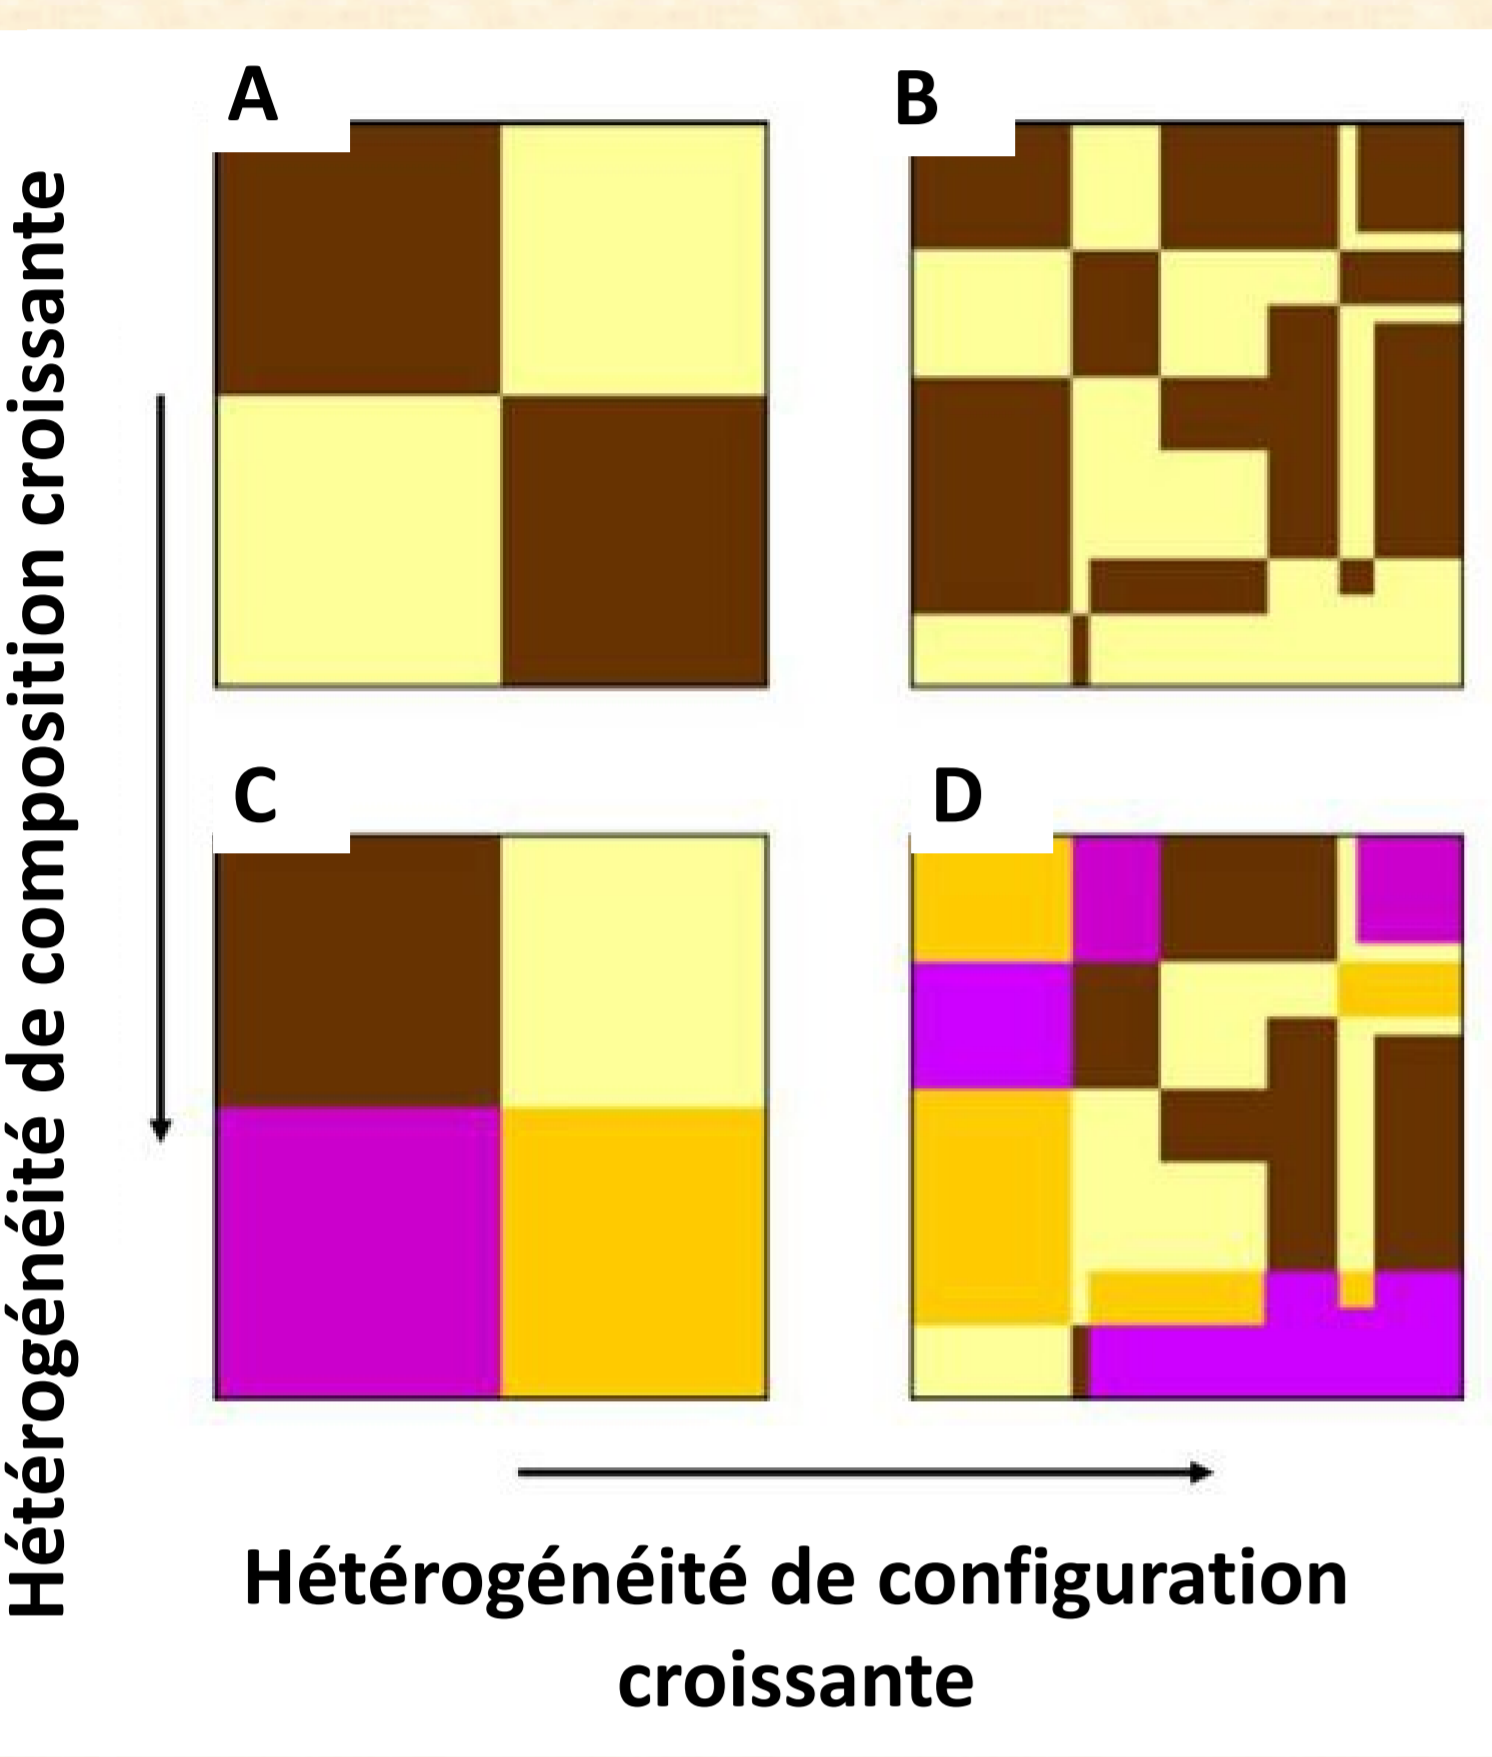 A
B
Hétérogénéité de composition croissante
C
D
Hétérogénéité de configuration
croissante